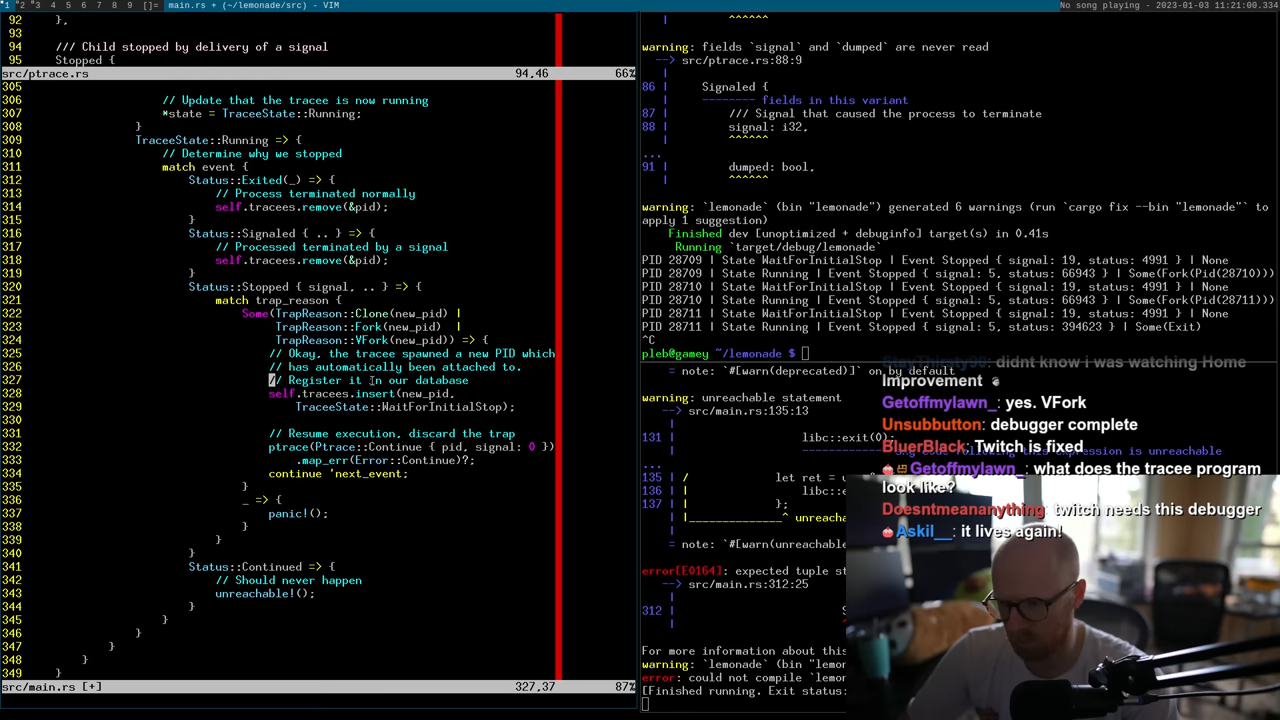 1 2 3 4 5 6 7 8 9 []= main.rs + (~/lemonade/src) - VIM
No song playing - 2023-01-03 11:21:00.334
92 },
93
94 /// Child stopped by delivery of a signal
95 Stopped {
src/ptrace.rs 94,46 66%
305
306 // Update that the tracee is now running
307 *state = TraceeState::Running;
308 }
309 TraceeState::Running => {
310 // Determine why we stopped
311 match event {
312 Status::Exited(_) => {
313 // Process terminated normally
314 self.tracees.remove(&pid);
315 }
316 Status::Signaled { .. } => {
317 // Processed terminated by a signal
318 self.tracees.remove(&pid);
319 }
320 Status::Stopped { signal, .. } => {
321 match trap_reason {
322 Some(TrapReason::Clone(new_pid) |
323 TrapReason::Fork(new_pid) |
324 TrapReason::VFork(new_pid)) => {
325 // Okay, the tracee spawned a new PID which
326 // has automatically been attached to.
327 // Register it in our database
328 self.tracees.insert(new_pid,
329 TraceeState::WaitForInitialStop);
330
331 // Resume execution, discard the trap
332 ptrace(Ptrace::Continue { pid, signal: 0 })
333 .map_err(Error::Continue)?;
334 continue 'next_event;
335 }
336 _ => {
337 panic!();
338 }
339 }
340 }
341 Status::Continued => {
342 // Should never happen
343 unreachable!();
344 }
345 }
346 }
347 }
348 }
353 }
src/main.rs [+] 327,37 87%
| ^^^^^^
warning: fields `signal` and `dumped` are never read
--> src/ptrace.rs:88:9
|
86 | Signaled {
| -------- fields in this variant
87 | /// Signal that caused the process to terminate
88 | signal: i32,
| ^^^^^^
...
91 | dumped: bool,
| ^^^^^^
warning: `lemonade` (bin "lemonade") generated 6 warnings (run `cargo fix --bin "lemonade"` to
apply 1 suggestion)
Finished dev [unoptimized + debuginfo] target(s) in 0.41s
Running `target/debug/lemonade`
PID 28709 | State WaitForInitialStop | Event Stopped { signal: 19, status: 4991 } | None
PID 28709 | State Running | Event Stopped { signal: 5, status: 66943 } | Some(Fork(Pid(28710)))
PID 28710 | State WaitForInitialStop | Event Stopped { signal: 19, status: 4991 } | None
PID 28710 | State Running | Event Stopped { signal: 5, status: 66943 } | Some(Fork(Pid(28711)))
PID 28711 | State WaitForInitialStop | Event Stopped { signal: 19, status: 4991 } | None
PID 28711 | State Running | Event Stopped { signal: 5, status: 394623 } | Some(Exit)
^C
pleb@gamey ~/lemonade $
= note: `#[warn(deprecated)]` on by default
warning: unreachable statement
--> src/main.rs:135:13
|
131 | libc::exit(0);
| ------------- any code following this expression is unreachable
...
135 | / let ret = u
136 | | libc::e
137 | | };
| |_____________^ unreacha
|
= note: `#[warn(unreachable
error[E0164]: expected tuple st
--> src/main.rs:312:25
|
312 |
|
For more information about this
warning: `lemonade` (bin "lemon
error: could not compile `lemon
[Finished running. Exit status:
StayThirsty90: didnt know i was watching Home
Improvement
Getoffmylawn_: yes. VFork
Unsubbutton: debugger complete
BluerBlack: Twitch is fixed
Getoffmylawn_: what does the tracee program
look like?
Doesntmeananything: twitch needs this debugger
Askil__: it lives again!